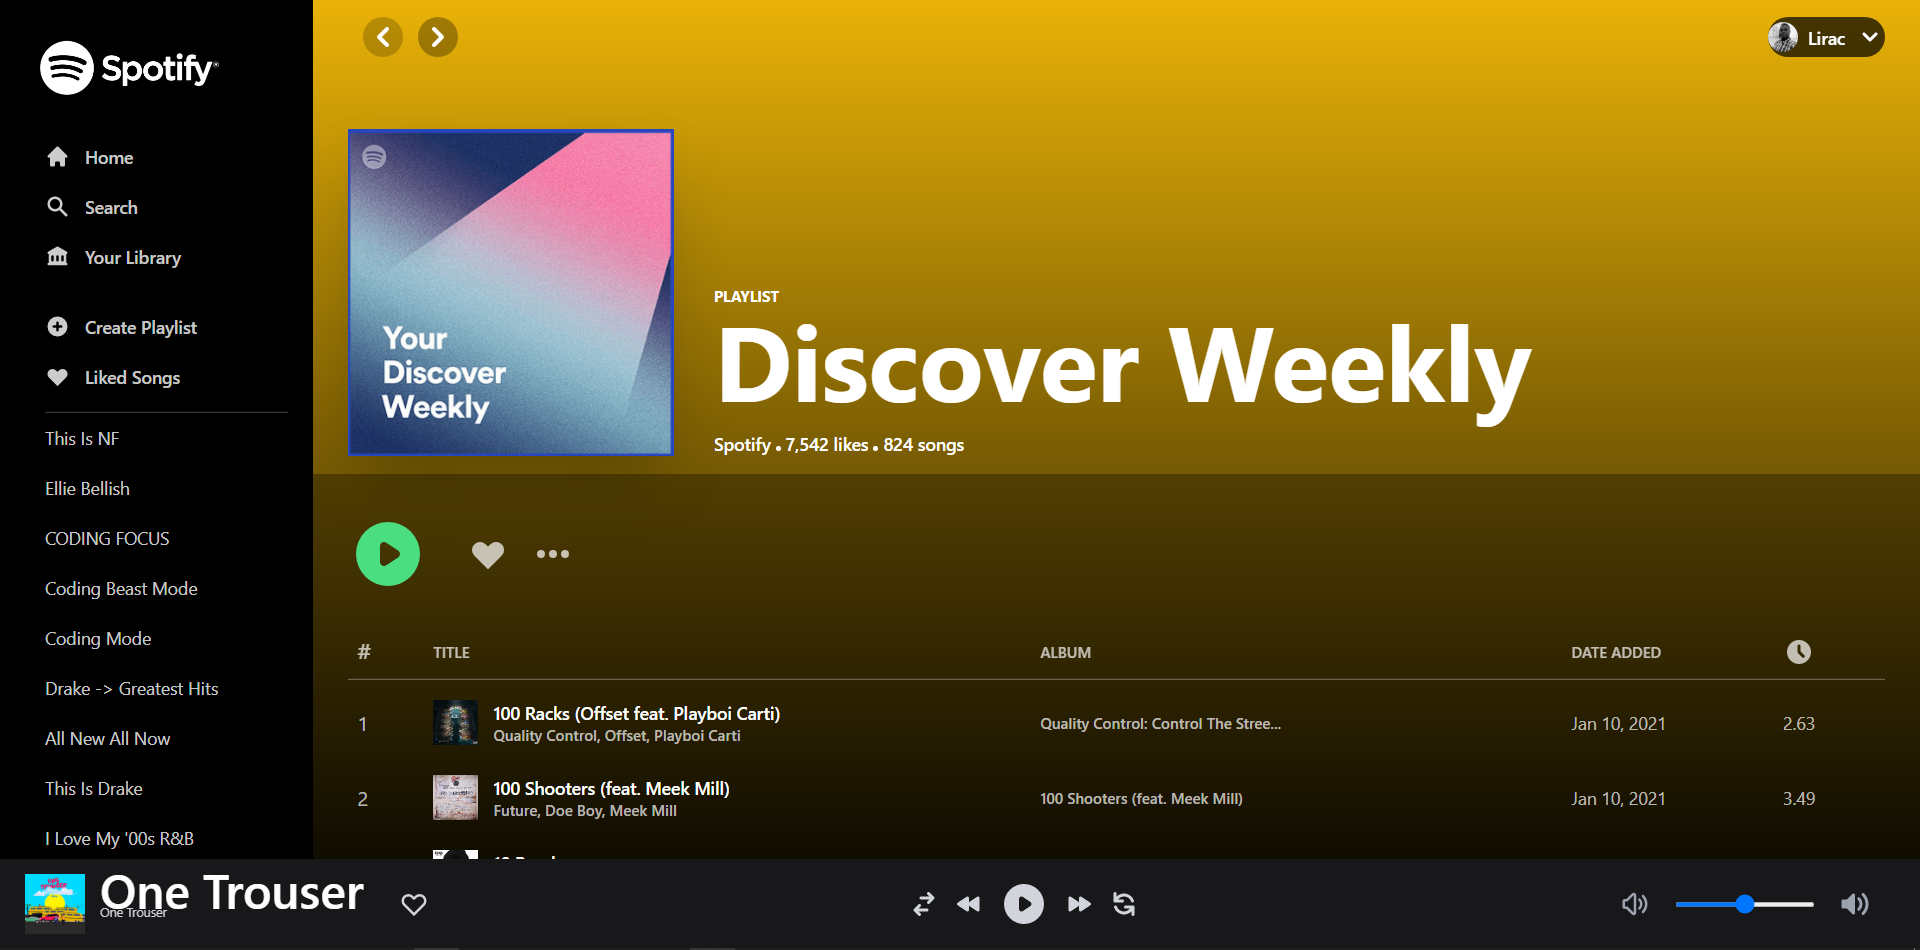 Spotify
Home
Search
Your Library
Create Playlist
Liked Songs
This Is NF
Ellie Bellish
CODING FOCUS
Coding Beast Mode
Coding Mode
Drake -> Greatest Hits
All New All Now
This Is Drake
I Love My '00s R&B
Lirac
Your
Discover
Weekly
PLAYLIST
Discover Weekly
Spotify • 7,542 likes • 824 songs
# TITLE ALBUM DATE ADDED
1 100 Racks (Offset feat. Playboi Carti) Quality Control: Control The Stree... Jan 10, 2021 2.63
Quality Control, Offset, Playboi Carti
2 100 Shooters (feat. Meek Mill) 100 Shooters (feat. Meek Mill) Jan 10, 2021 3.49
Future, Doe Boy, Meek Mill
ONE
TROUSER
One Trouser
One Trouser